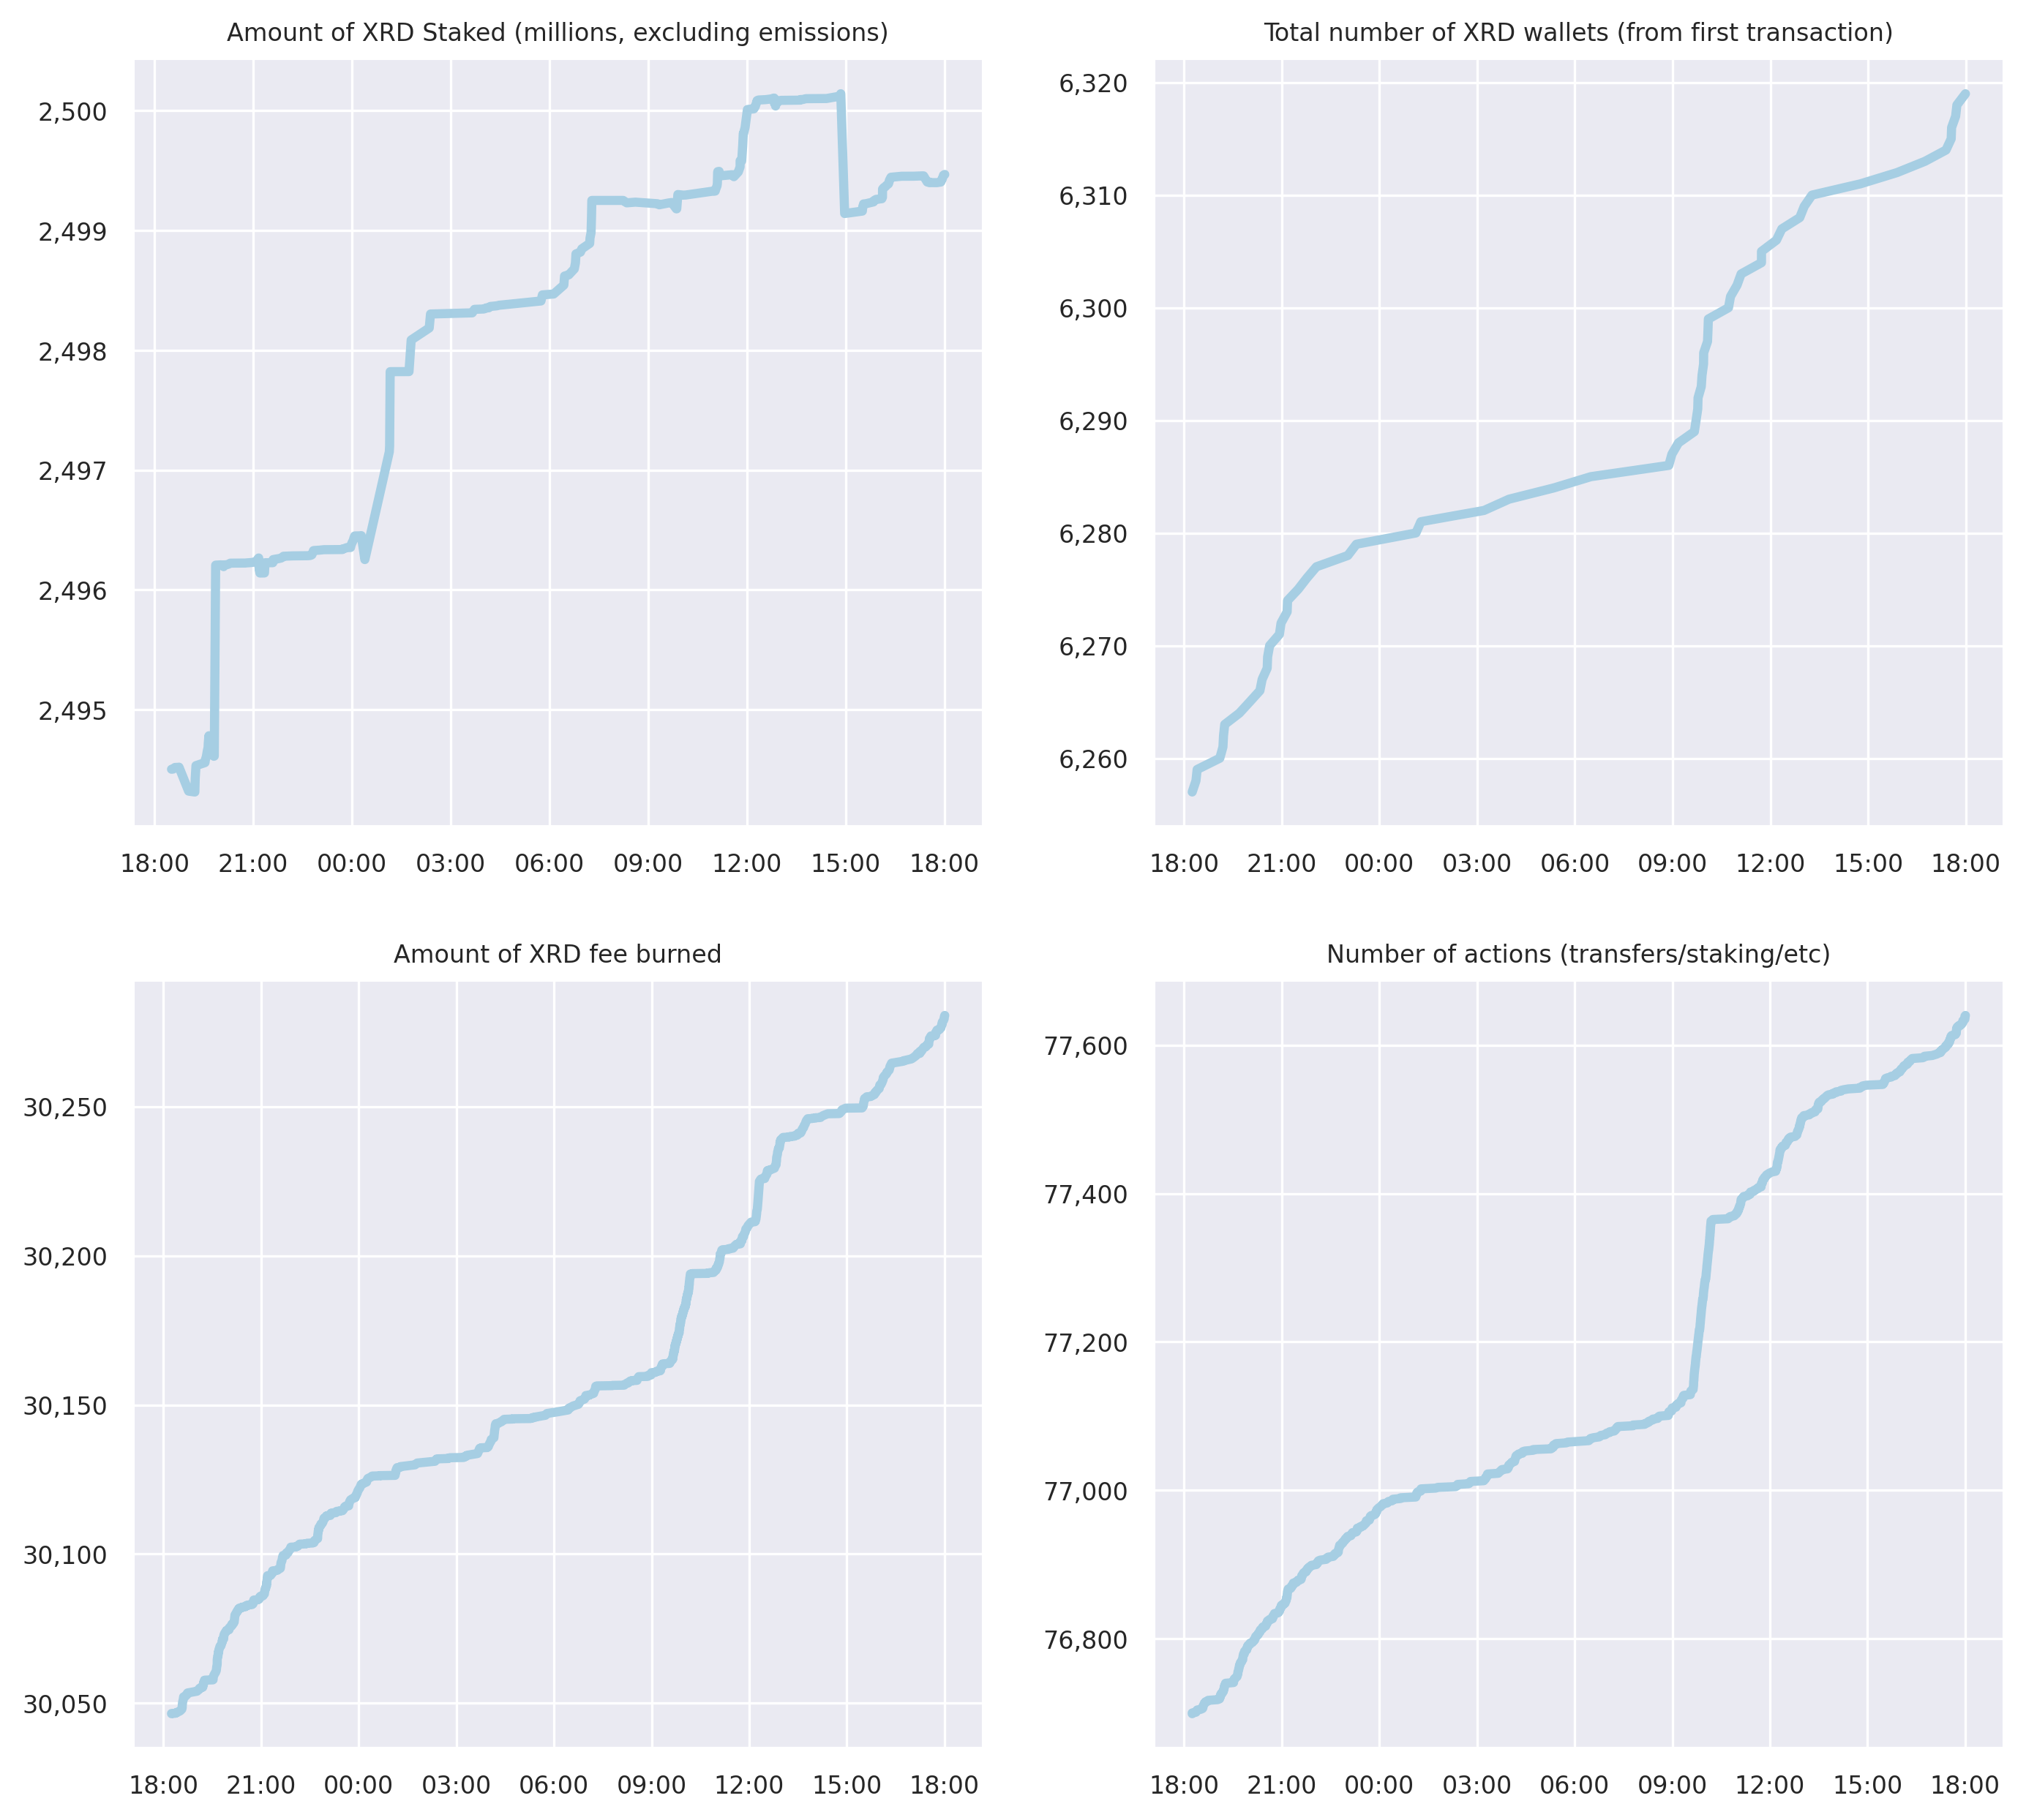 Amount of XRD Staked (millions, excluding emissions)
2,500
2,499
2,498
2,497
2,496
2,495
18:00 21:00 00:00 03:00 06:00 09:00 12:00 15:00 18:00
Total number of XRD wallets (from first transaction)
6,320
6,310
6,300
6,290
6,280
6,270
6,260
18:00 21:00 00:00 03:00 06:00 09:00 12:00 15:00 18:00
Amount of XRD fee burned
30,250
30,200
30,150
30,100
30,050
18:00 21:00 00:00 03:00 06:00 09:00 12:00 15:00 18:00
Number of actions (transfers/staking/etc)
77,600
77,400
77,200
77,000
76,800
18:00 21:00 00:00 03:00 06:00 09:00 12:00 15:00 18:00